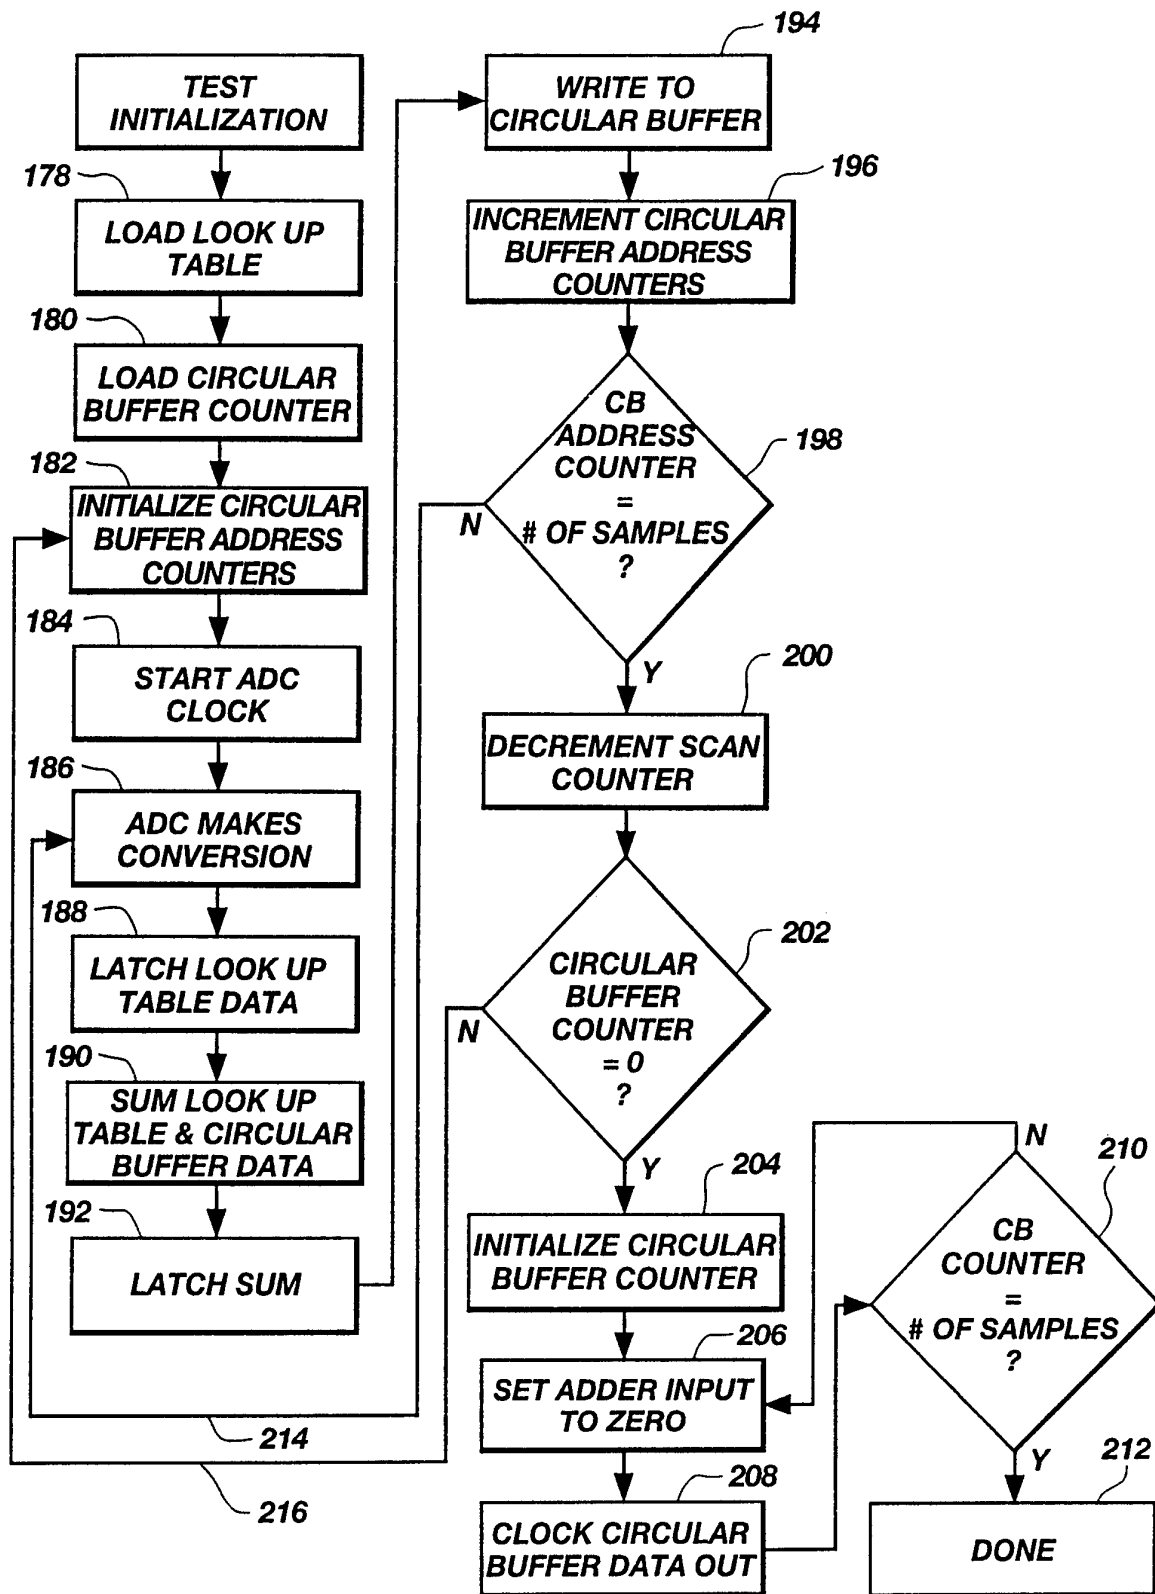 TEST
INITIALIZATION
178
LOAD LOOK UP
TABLE
180
LOAD CIRCULAR
BUFFER COUNTER
182
INITIALIZE CIRCULAR
BUFFER ADDRESS
COUNTERS
184
START ADC
CLOCK
186
ADC MAKES
CONVERSION
188
LATCH LOOK UP
TABLE DATA
190
SUM LOOK UP
TABLE & CIRCULAR
BUFFER DATA
192
LATCH SUM
214
216
194
WRITE TO
CIRCULAR BUFFER
196
INCREMENT CIRCULAR
BUFFER ADDRESS
COUNTERS
198
CB
ADDRESS
COUNTER
=
# OF SAMPLES
?
N
Y
200
DECREMENT SCAN
COUNTER
202
CIRCULAR
BUFFER
COUNTER
= 0
?
N
Y
204
INITIALIZE CIRCULAR
BUFFER COUNTER
206
SET ADDER INPUT
TO ZERO
208
CLOCK CIRCULAR
BUFFER DATA OUT
210
CB
COUNTER
=
# OF SAMPLES
?
N
Y
212
DONE